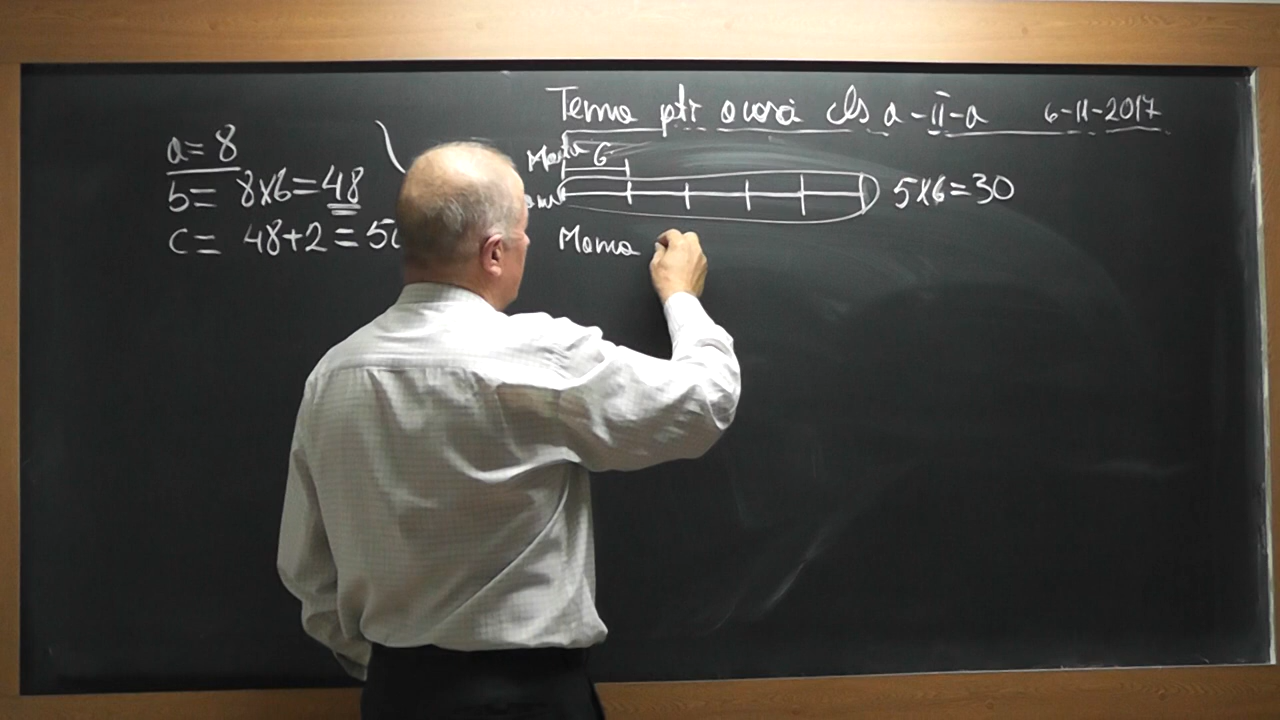 Tema ptr acasă cls a-II-a 6-11-2017
a=8
b= 8x6=48
c= 48+2=50
6
5x6=30
Mama